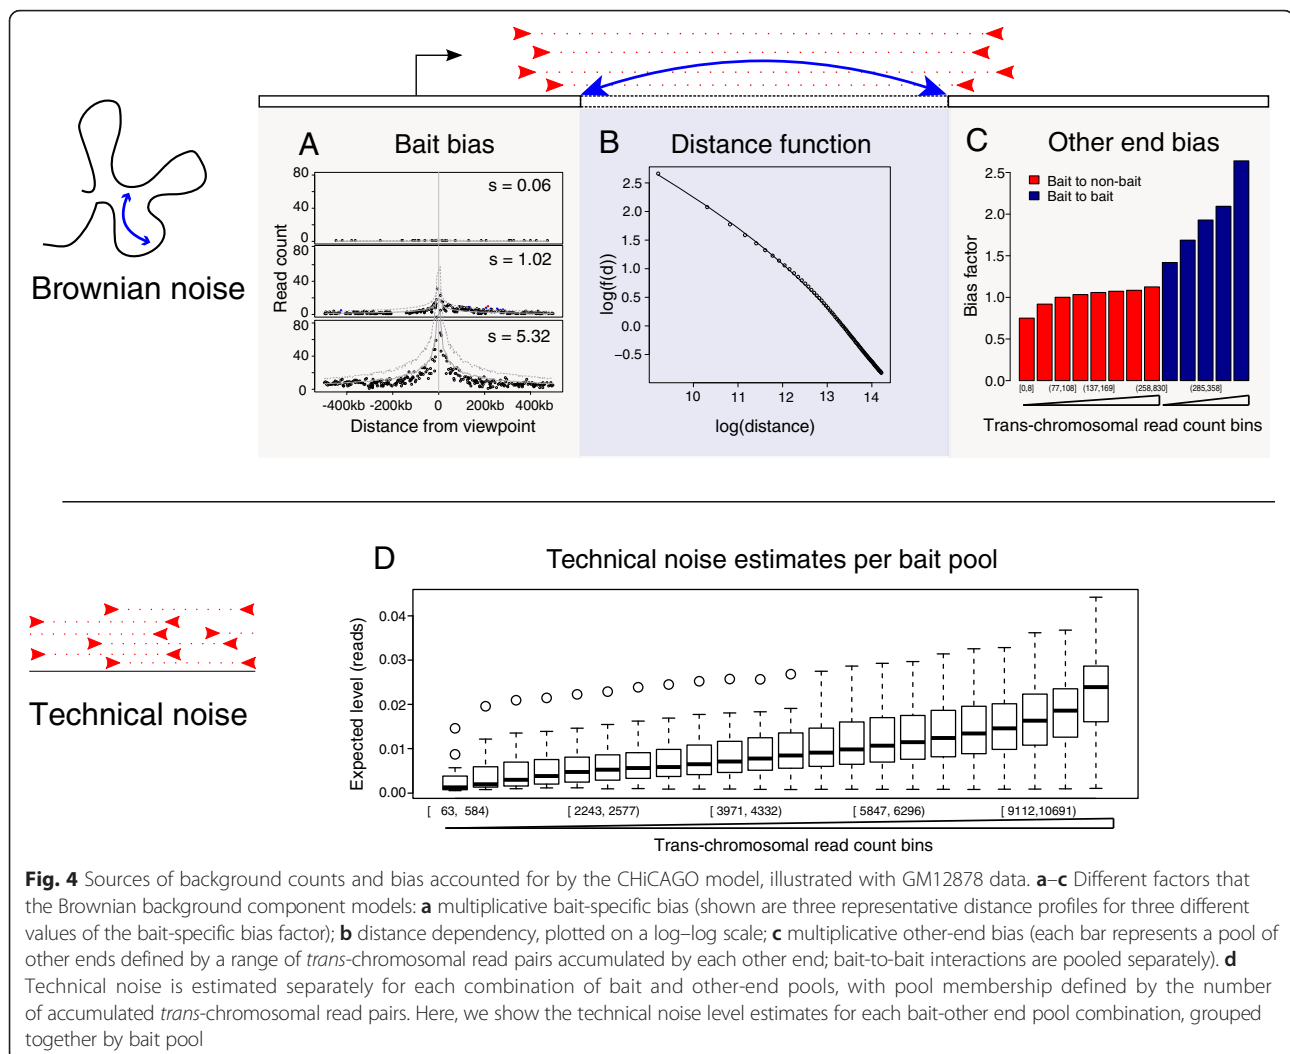 Brownian noise
A Bait bias
80
40
0
s = 0.06
80
40
0
s = 1.02
80
40
0
s = 5.32
Read count
-400kb -200kb 0 200kb 400kb
Distance from viewpoint
B Distance function
2.5
2.0
1.5
1.0
0.5
0.0
−0.5
log(f(d))
10 11 12 13 14
log(distance)
C Other end bias
Bait to non-bait
Bait to bait
2.5
2.0
1.5
1.0
0.5
0.0
Bias factor
[0,8] (77,108] (137,169] (258,830] (285,358]
Trans-chromosomal read count bins
Technical noise
D Technical noise estimates per bait pool
0.04
0.03
0.02
0.01
0.00
Expected level (reads)
[ 63, 584) [ 2243, 2577) [ 3971, 4332) [ 5847, 6296) [ 9112,10691)
Trans-chromosomal read count bins
Fig. 4 Sources of background counts and bias accounted for by the CHiCAGO model, illustrated with GM12878 data. a–c Different factors that
the Brownian background component models: a multiplicative bait-specific bias (shown are three representative distance profiles for three different
values of the bait-specific bias factor); b distance dependency, plotted on a log–log scale; c multiplicative other-end bias (each bar represents a pool of
other ends defined by a range of trans-chromosomal read pairs accumulated by each other end; bait-to-bait interactions are pooled separately). d
Technical noise is estimated separately for each combination of bait and other-end pools, with pool membership defined by the number
of accumulated trans-chromosomal read pairs. Here, we show the technical noise level estimates for each bait-other end pool combination, grouped
together by bait pool